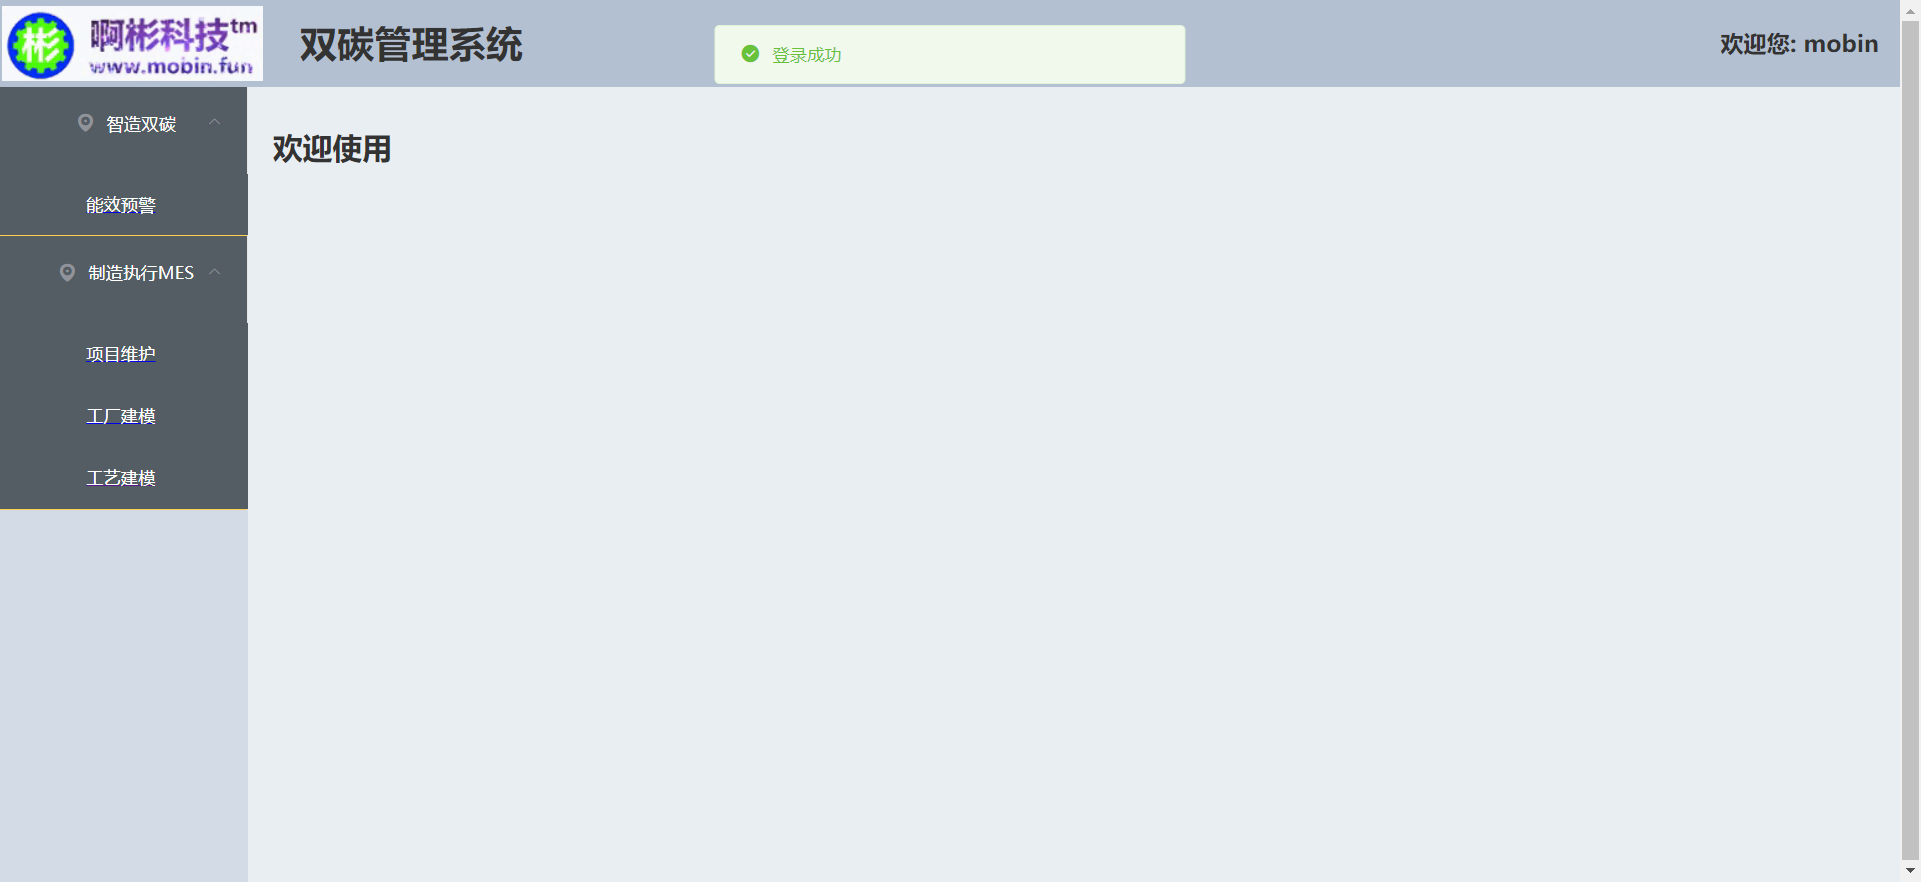 彬 啊彬科技™
www.mobin.fun
双碳管理系统
登录成功
欢迎您: mobin
智造双碳
能效预警
制造执行MES
项目维护
工厂建模
工艺建模
欢迎使用